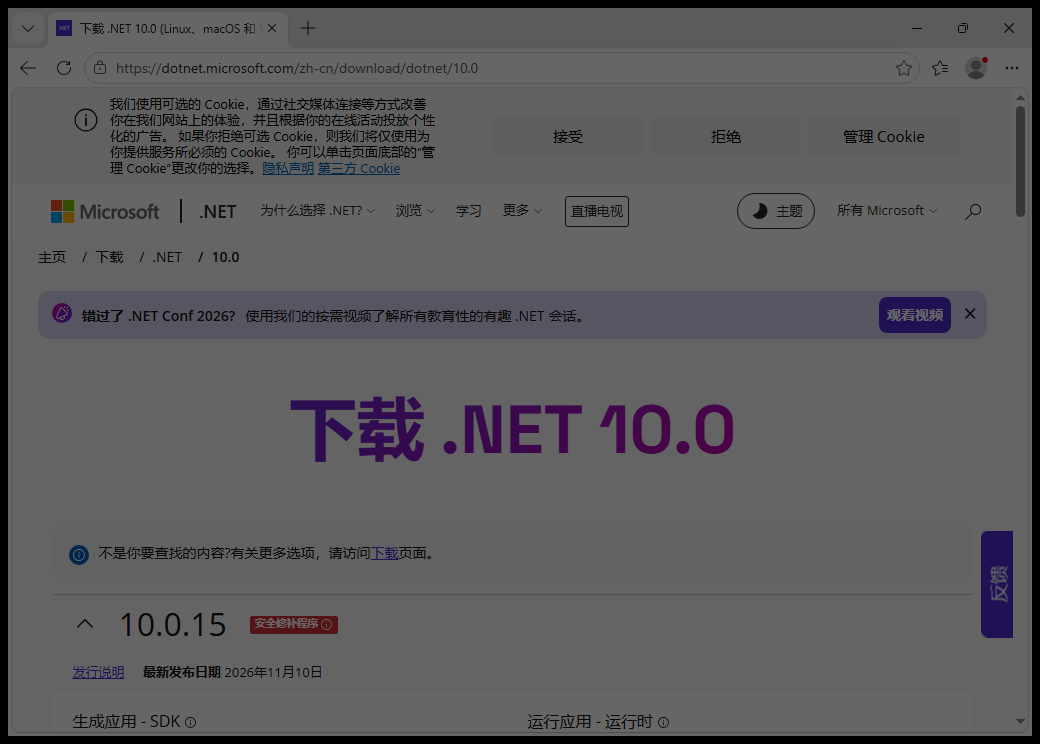 下载 .NET 10.0 (Linux、macOS 和
https://dotnet.microsoft.com/zh-cn/download/dotnet/10.0
我们使用可选的 Cookie，通过社交媒体连接等方式改善
你在我们网站上的体验，并且根据你的在线活动投放个性
化的广告。 如果你拒绝可选 Cookie，则我们将仅使用为
你提供服务所必须的 Cookie。 你可以单击页面底部的“管
理 Cookie”更改你的选择。隐私声明 第三方 Cookie
接受 拒绝 管理 Cookie
Microsoft .NET 为什么选择 .NET? 浏览 学习 更多 直播电视 主题 所有 Microsoft
主页 / 下载 / .NET / 10.0
错过了 .NET Conf 2026? 使用我们的按需视频了解所有教育性的有趣 .NET 会话。 观看视频
下载 .NET 10.0
不是你要查找的内容?有关更多选项，请访问下载页面。
反馈
10.0.15 安全修补程序
发行说明 最新发布日期 2026年11月10日
生成应用 - SDK 运行应用 - 运行时